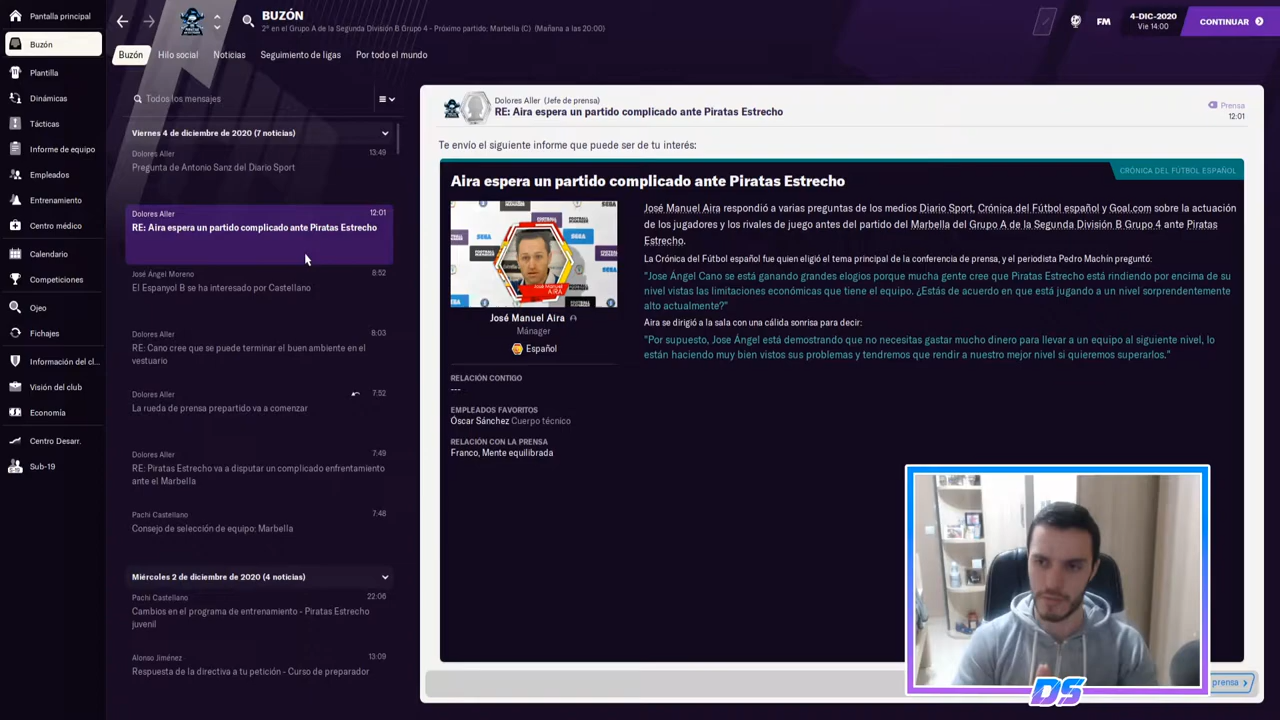 Pantalla principal
Buzón
Plantilla
Dinámicas
Tácticas
Informe de equipo
Empleados
Entrenamiento
Centro médico
Calendario
Competiciones
Ojeo
Fichajes
Información del cl...
Visión del club
Economía
Centro Desarr.
Sub-19
BUZÓN
2º en el Grupo A de la Segunda División B Grupo 4 - Próximo partido: Marbella (C) (Mañana a las 20:00)
FM
4-DIC-2020
Vie 14:00
CONTINUAR
Buzón
Hilo social
Noticias
Seguimiento de ligas
Por todo el mundo
Todos los mensajes
Viernes 4 de diciembre de 2020 (7 noticias)
Dolores Aller 13:49
Pregunta de Antonio Sanz del Diario Sport
Dolores Aller 12:01
RE: Aira espera un partido complicado ante Piratas Estrecho
José Ángel Moreno 8:52
El Espanyol B se ha interesado por Castellano
Dolores Aller 8:03
RE: Cano cree que se puede terminar el buen ambiente en el
vestuario
Dolores Aller 7:52
La rueda de prensa prepartido va a comenzar
Dolores Aller 7:49
RE: Piratas Estrecho va a disputar un complicado enfrentamiento
ante el Marbella
Pachi Castellano 7:48
Consejo de selección de equipo: Marbella
Miércoles 2 de diciembre de 2020 (4 noticias)
Pachi Castellano 22:06
Cambios en el programa de entrenamiento - Piratas Estrecho
juvenil
Alonso Jiménez 13:09
Respuesta de la directiva a tu petición - Curso de preparador
Dolores Aller (Jefe de prensa)
RE: Aira espera un partido complicado ante Piratas Estrecho
Prensa
12:01
Te envío el siguiente informe que puede ser de tu interés:
CRÓNICA DEL FÚTBOL ESPAÑOL
Aira espera un partido complicado ante Piratas Estrecho
SEGA
JOSÉ MANUEL
AIRA
José Manuel Aira
Mánager
Español
RELACIÓN CONTIGO
---
EMPLEADOS FAVORITOS
Óscar Sánchez Cuerpo técnico
RELACIÓN CON LA PRENSA
Franco, Mente equilibrada
José Manuel Aira respondió a varias preguntas de los medios Diario Sport, Crónica del Fútbol español y Goal.com sobre la actuación
de los jugadores y los rivales de juego antes del partido del Marbella del Grupo A de la Segunda División B Grupo 4 ante Piratas
Estrecho.
La Crónica del Fútbol español fue quien eligió el tema principal de la conferencia de prensa, y el periodista Pedro Machín preguntó:
"Jose Ángel Cano se está ganando grandes elogios porque mucha gente cree que Piratas Estrecho está rindiendo por encima de su
nivel vistas las limitaciones económicas que tiene el equipo. ¿Estás de acuerdo en que está jugando a un nivel sorprendentemente
alto actualmente?"
Aira se dirigió a la sala con una cálida sonrisa para decir:
"Por supuesto, Jose Ángel está demostrando que no necesitas gastar mucho dinero para llevar a un equipo al siguiente nivel, lo
están haciendo muy bien vistos sus problemas y tendremos que rendir a nuestro mejor nivel si queremos superarlos."
prensa
DS